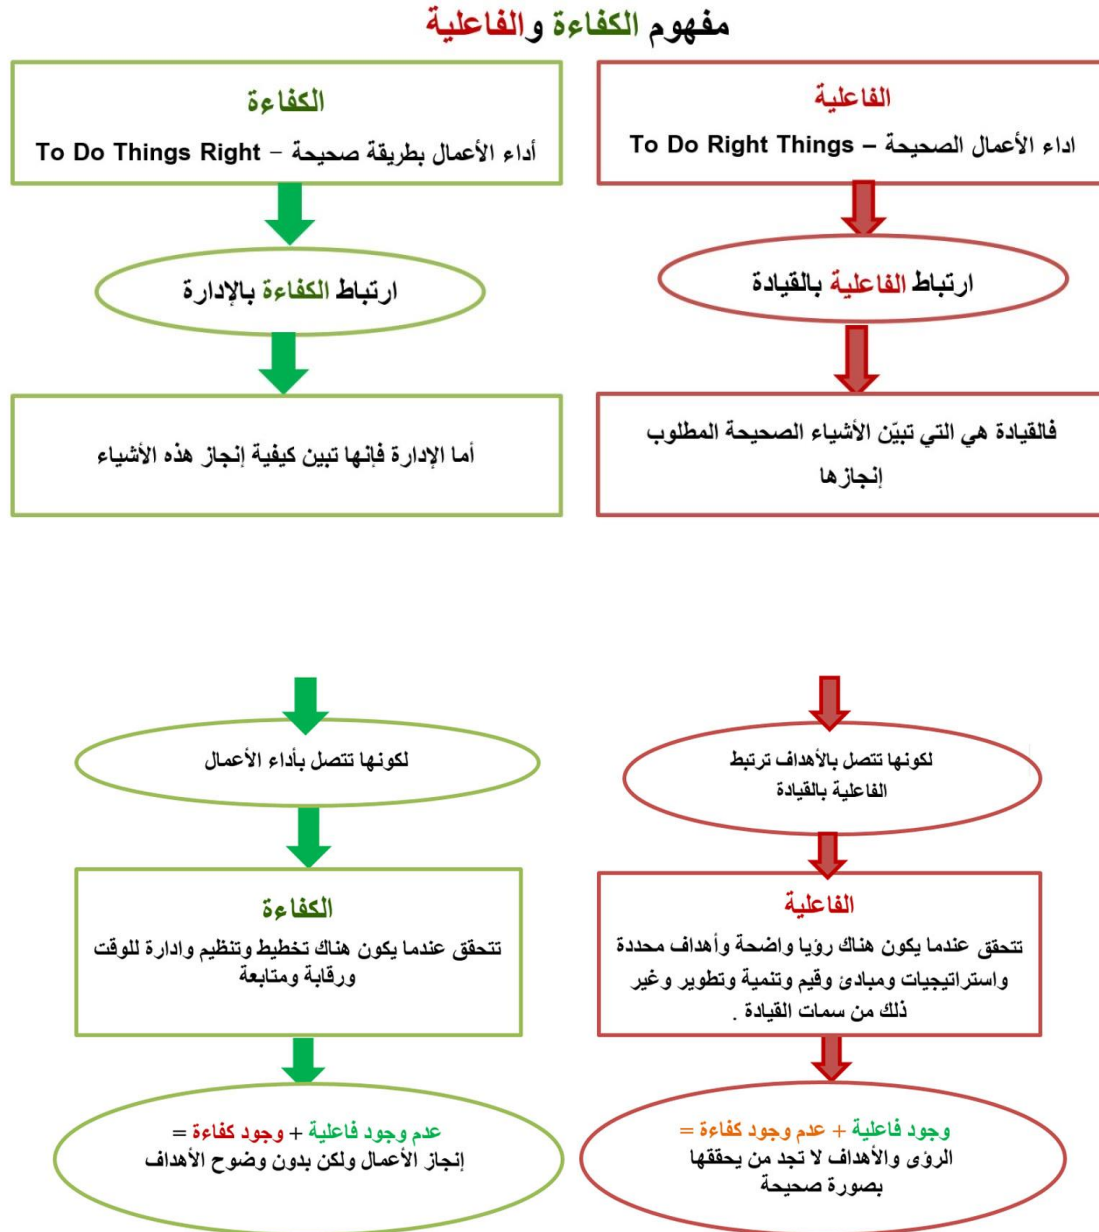 مفهوم الكفاءة والفاعلية
الفاعلية
اداء الأعمال الصحيحة – To Do Right Things
ارتباط الفاعلية بالقيادة
فالقيادة هي التي تبيّن الأشياء الصحيحة المطلوب
إنجازها
الكفاءة
أداء الأعمال بطريقة صحيحة – To Do Things Right
ارتباط الكفاءة بالإدارة
أما الإدارة فإنها تبين كيفية إنجاز هذه الأشياء
لكونها تتصل بالأهداف ترتبط
الفاعلية بالقيادة
الفاعلية
تتحقق عندما يكون هناك رؤيا واضحة وأهداف محددة
واستراتيجيات ومبادئ وقيم وتنمية وتطوير وغير
ذلك من سمات القيادة .
وجود فاعلية + عدم وجود كفاءة =
الرؤى والأهداف لا تجد من يحققها
بصورة صحيحة
لكونها تتصل بأداء الأعمال
الكفاءة
تتحقق عندما يكون هناك تخطيط وتنظيم وادارة للوقت
ورقابة ومتابعة
عدم وجود فاعلية + وجود كفاءة =
إنجاز الأعمال ولكن بدون وضوح الأهداف